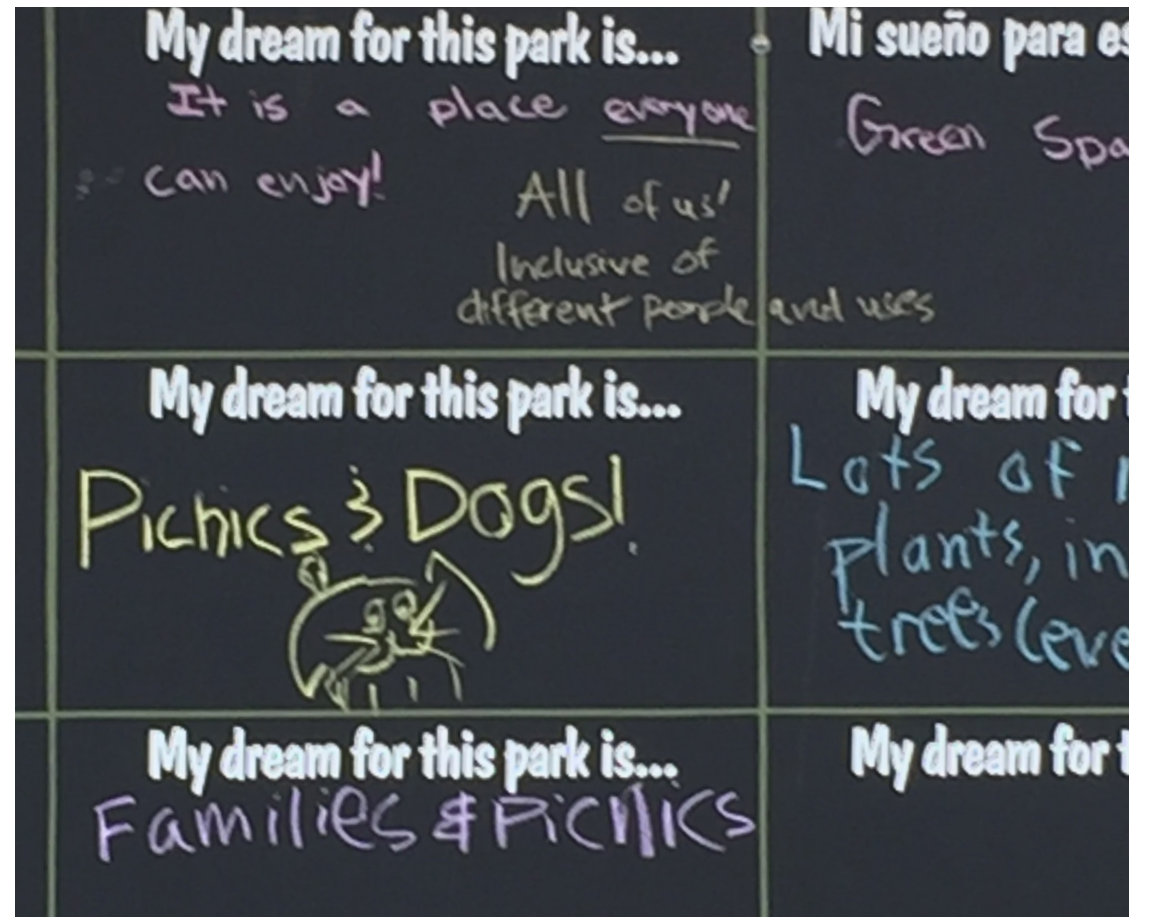 My dream for this park is...
It is a place everyone
can enjoy!
All of us!
Inclusive of
different people and uses
Mi sueño para es
Green Spa
My dream for this park is...
Picnics & Dogs!
My dream for t
Lots of
plants, in
trees (eve
My dream for this park is...
Families & Picnics
My dream for t